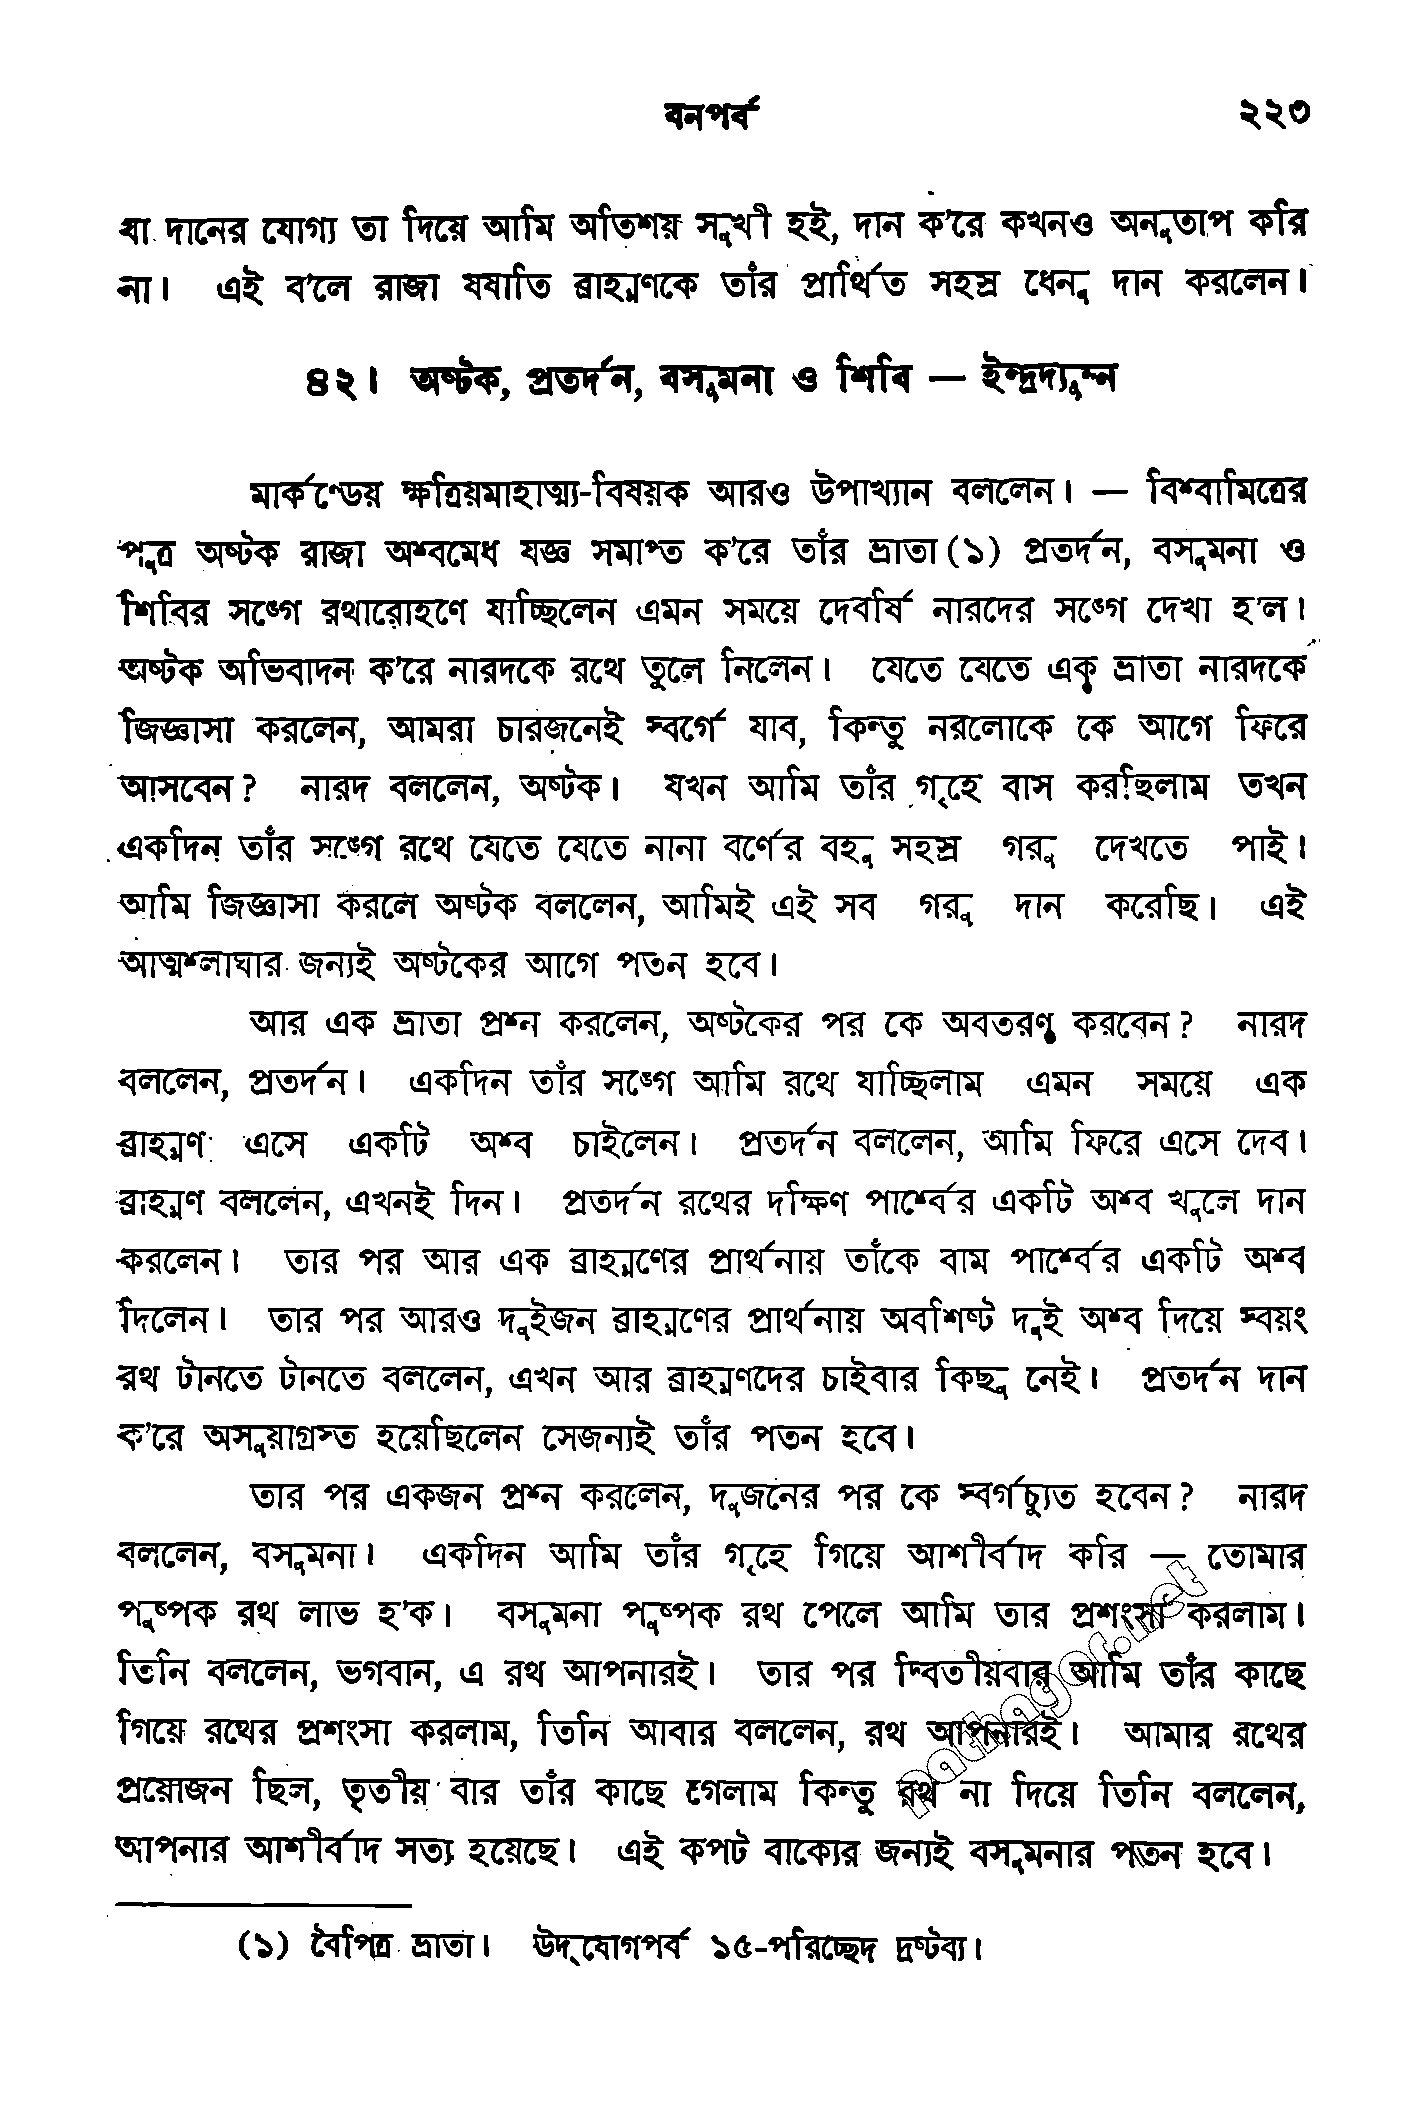 বনপর্ব ২২৩
যা দানের যোগ্য তা দিয়ে আমি অতিশয় সুখী হই, দান ক'রে কখনও অনুতাপ করি
না। এই ব'লে রাজা যযাতি ব্রাহ্মণকে তাঁর প্রার্থিত সহস্র ধেনু দান করলেন।
৪২। অষ্টক, প্রতর্দন, বসুমনা ও শিবি — ইন্দ্রদ্যুম্ন
মার্কণ্ডেয় ক্ষত্রিয়মাহাত্ম্য-বিষয়ক আরও উপাখ্যান বললেন। — বিশ্বামিত্রের
পুত্র অষ্টক রাজা অশ্বমেধ যজ্ঞ সমাপ্ত ক'রে তাঁর ভ্রাতা (১) প্রতর্দন, বসুমনা ও
শিবির সঙ্গে রথারোহণে যাচ্ছিলেন এমন সময়ে দেবর্ষি নারদের সঙ্গে দেখা হ'ল।
অষ্টক অভিবাদন ক'রে নারদকে রথে তুলে নিলেন। যেতে যেতে এক ভ্রাতা নারদকে
জিজ্ঞাসা করলেন, আমরা চারজনেই স্বর্গে যাব, কিন্তু নরলোকে কে আগে ফিরে
আসবেন? নারদ বললেন, অষ্টক। যখন আমি তাঁর গৃহে বাস করছিলাম তখন
একদিন তাঁর সঙ্গে রথে যেতে যেতে নানা বর্ণের বহু সহস্র গরু দেখতে পাই।
আমি জিজ্ঞাসা করলে অষ্টক বললেন, আমিই এই সব গরু দান করেছি। এই
আত্মশ্লাঘার জন্যই অষ্টকের আগে পতন হবে।
আর এক ভ্রাতা প্রশ্ন করলেন, অষ্টকের পর কে অবতরণ করবেন? নারদ
বললেন, প্রতর্দন। একদিন তাঁর সঙ্গে আমি রথে যাচ্ছিলাম এমন সময়ে এক
ব্রাহ্মণ এসে একটি অশ্ব চাইলেন। প্রতর্দন বললেন, আমি ফিরে এসে দেব।
ব্রাহ্মণ বললেন, এখনই দিন। প্রতর্দন রথের দক্ষিণ পার্শ্বের একটি অশ্ব খুলে দান
করলেন। তার পর আর এক ব্রাহ্মণের প্রার্থনায় তাঁকে বাম পার্শ্বের একটি অশ্ব
দিলেন। তার পর আরও দুইজন ব্রাহ্মণের প্রার্থনায় অবশিষ্ট দুই অশ্ব দিয়ে স্বয়ং
রথ টানতে টানতে বললেন, এখন আর ব্রাহ্মণদের চাইবার কিছু নেই। প্রতর্দন দান
ক'রে অসূয়াগ্রস্ত হয়েছিলেন সেজন্যই তাঁর পতন হবে।
তার পর একজন প্রশ্ন করলেন, দুজনের পর কে স্বর্গচ্যুত হবেন? নারদ
বললেন, বসুমনা। একদিন আমি তাঁর গৃহে গিয়ে আশীর্বাদ করি — তোমার
পুষ্পক রথ লাভ হ'ক। বসুমনা পুষ্পক রথ পেলে আমি তার প্রশংসা করলাম।
তিনি বললেন, ভগবান, এ রথ আপনারই। তার পর দ্বিতীয়বার আমি তাঁর কাছে
গিয়ে রথের প্রশংসা করলাম, তিনি আবার বললেন, রথ আপনারই। আমার রথের
প্রয়োজন ছিল, তৃতীয় বার তাঁর কাছে গেলাম কিন্তু রথ না দিয়ে তিনি বললেন,
আপনার আশীর্বাদ সত্য হয়েছে। এই কপট বাক্যের জন্যই বসুমনার পতন হবে।
(১) বৈপিত্র ভ্রাতা। উদ্‌যোগপর্ব ১৫-পরিচ্ছেদ দ্রষ্টব্য।
pathagar.net